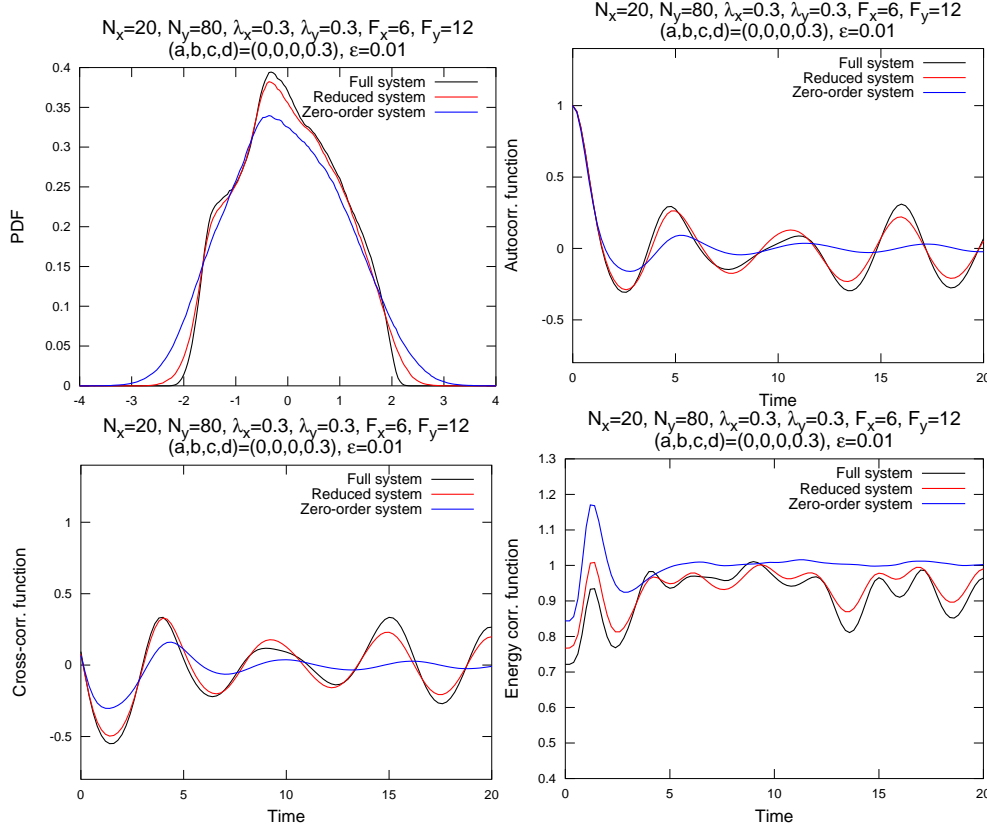 N_x=20, N_y=80, λ_x=0.3, λ_y=0.3, F_x=6, F_y=12
(a,b,c,d)=(0,0,0,0.3), ε=0.01
Full system
Reduced system
Zero-order system
PDF
0.4
0.35
0.3
0.25
0.2
0.15
0.1
0.05
0
-4 -3 -2 -1 0 1 2 3 4
N_x=20, N_y=80, λ_x=0.3, λ_y=0.3, F_x=6, F_y=12
(a,b,c,d)=(0,0,0,0.3), ε=0.01
Full system
Reduced system
Zero-order system
Autocorr. function
1
0.5
0
-0.5
0 5 10 15 20
Time
N_x=20, N_y=80, λ_x=0.3, λ_y=0.3, F_x=6, F_y=12
(a,b,c,d)=(0,0,0,0.3), ε=0.01
Full system
Reduced system
Zero-order system
Cross-corr. function
1
0.5
0
-0.5
0 5 10 15 20
Time
N_x=20, N_y=80, λ_x=0.3, λ_y=0.3, F_x=6, F_y=12
(a,b,c,d)=(0,0,0,0.3), ε=0.01
Full system
Reduced system
Zero-order system
Energy corr. function
1.3
1.2
1.1
1
0.9
0.8
0.7
0.6
0.5
0.4
0 5 10 15 20
Time